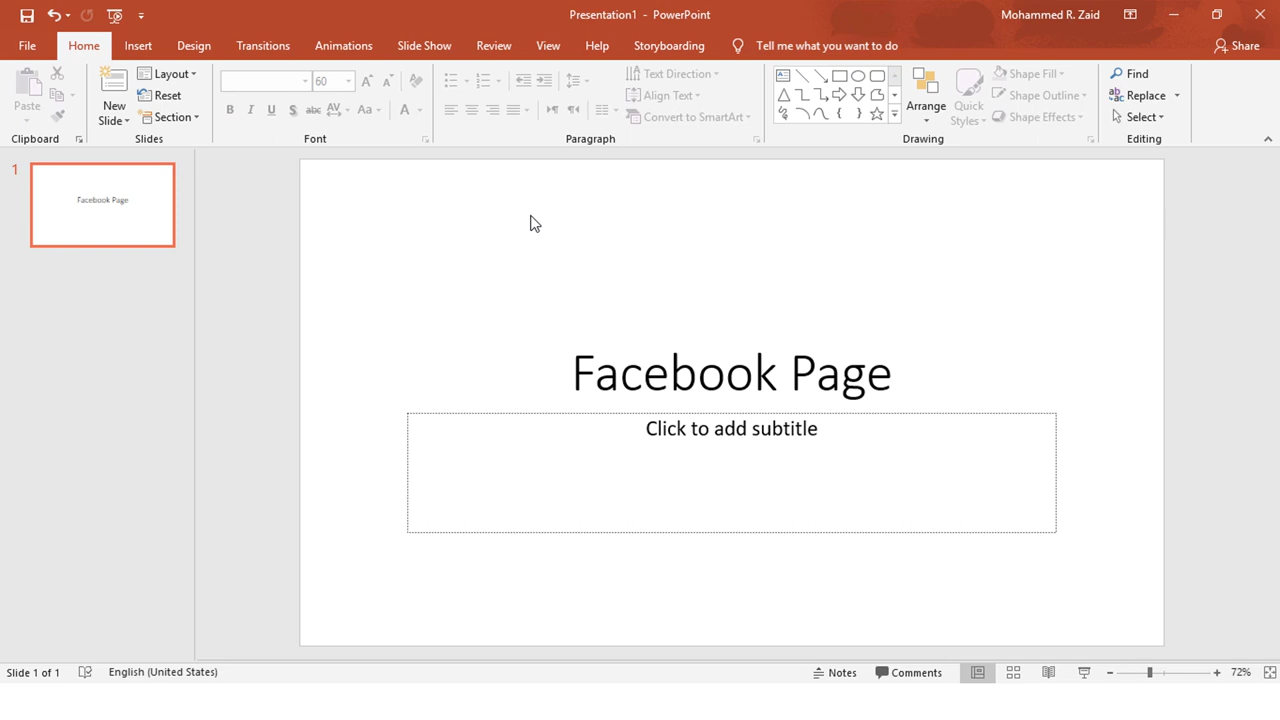 Presentation1 - PowerPoint
Mohammed R. Zaid
File Home Insert Design Transitions Animations Slide Show Review View Help Storyboarding Tell me what you want to do Share
Paste
Clipboard
New Slide
Layout
Reset
Section
Slides
60
B I U S abc AV Aa A
Font
Text Direction
Align Text
Convert to SmartArt
Paragraph
Arrange
Quick Styles
Shape Fill
Shape Outline
Shape Effects
Drawing
Find
Replace
Select
Editing
1
Facebook Page
Facebook Page
Click to add subtitle
Slide 1 of 1 English (United States) Notes Comments 72%